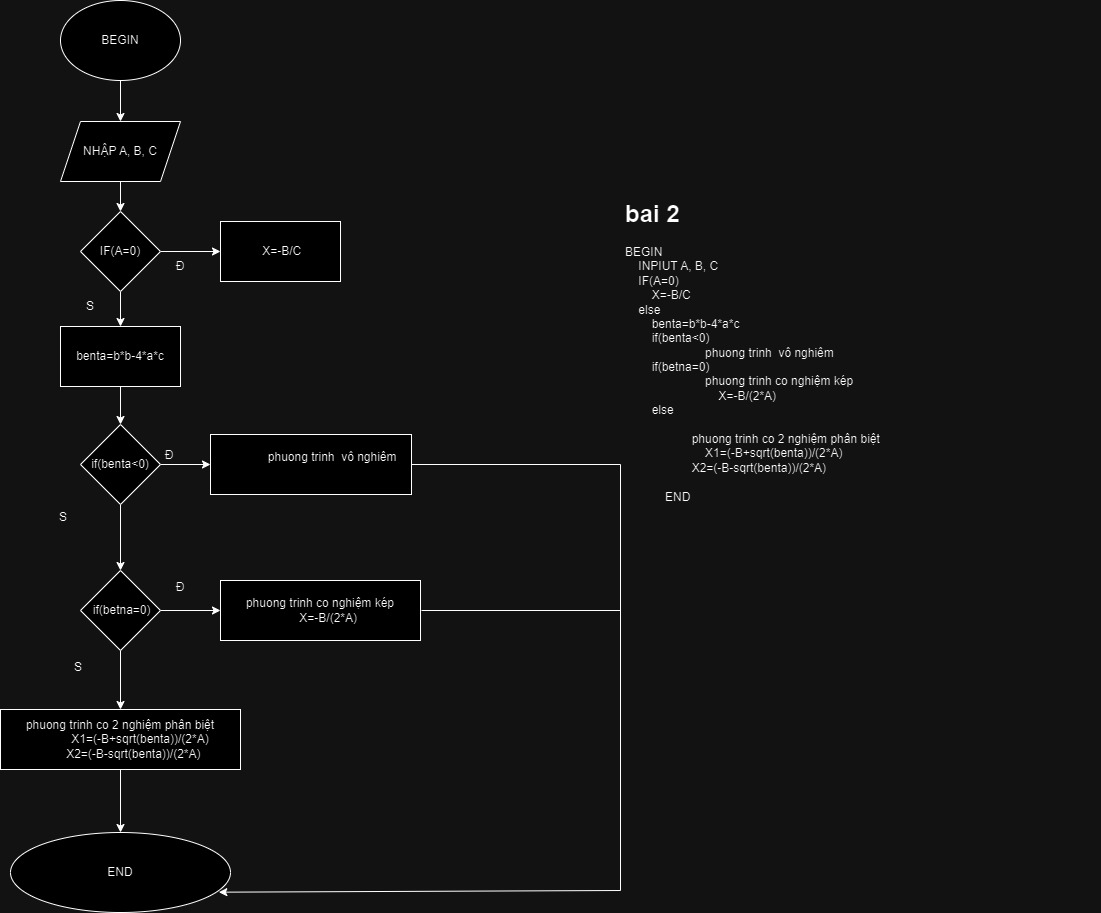 BEGIN
NHẬP A, B, C
IF(A=0)
Đ
X=-B/C
S
benta=b*b-4*a*c
if(benta<0)
Đ
phuong trinh vô nghiêm
S
if(betna=0)
Đ
phuong trinh co nghiệm kép
X=-B/(2*A)
S
phuong trinh co 2 nghiệm phân biệt
X1=(-B+sqrt(benta))/(2*A)
X2=(-B-sqrt(benta))/(2*A)
END
bai 2
BEGIN
INPIUT A, B, C
IF(A=0)
X=-B/C
else
benta=b*b-4*a*c
if(benta<0)
phuong trinh vô nghiêm
if(betna=0)
phuong trinh co nghiệm kép
X=-B/(2*A)
else
phuong trinh co 2 nghiệm phân biệt
X1=(-B+sqrt(benta))/(2*A)
X2=(-B-sqrt(benta))/(2*A)
END